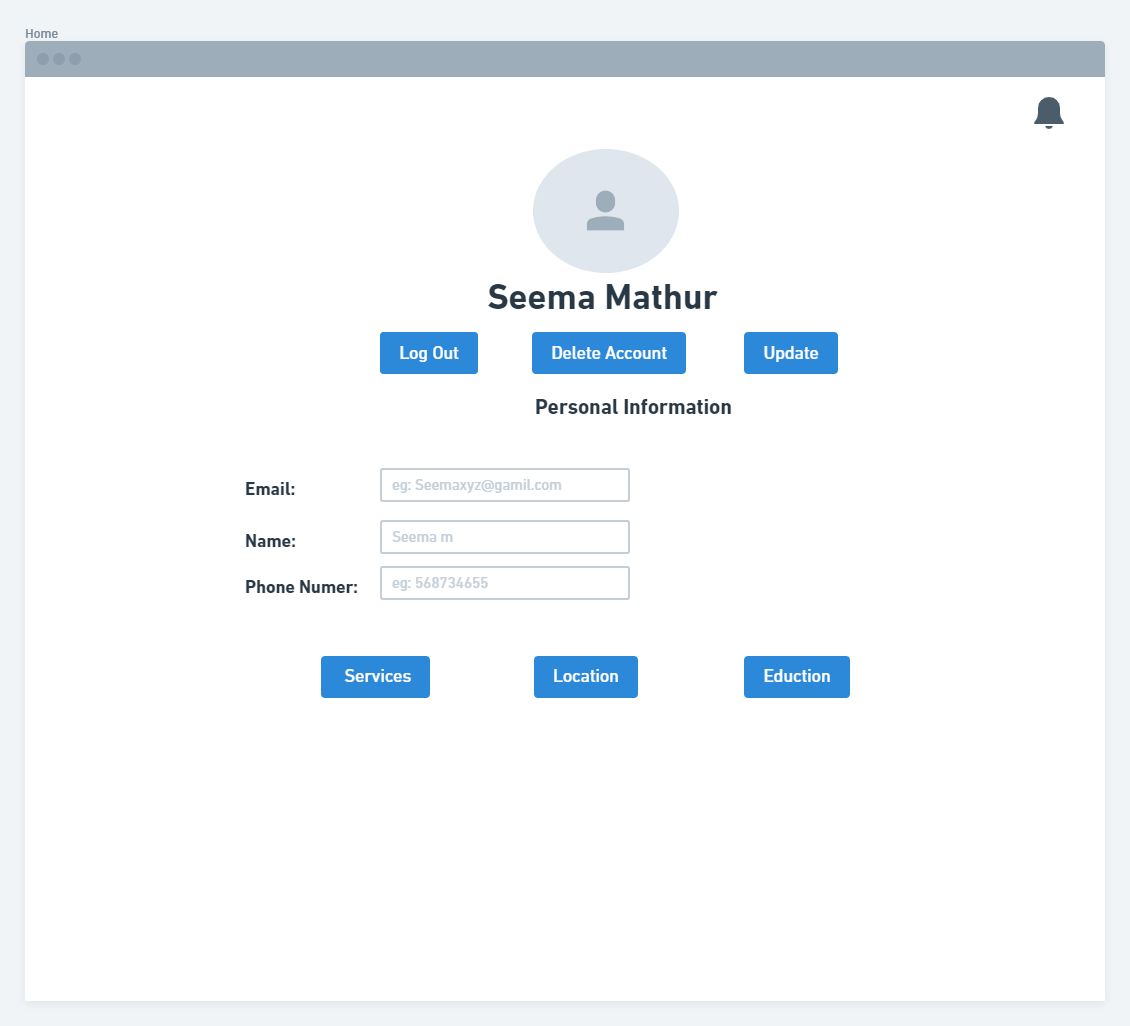 Home
Seema Mathur
Log Out Delete Account Update
Personal Information
Email: eg: Seemaxyz@gamil.com
Name: Seema m
Phone Numer: eg: 568734655
Services Location Eduction